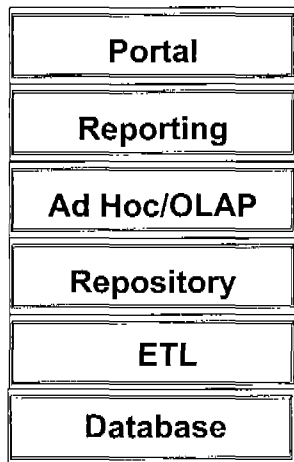 Portal
Reporting
Ad Hoc/OLAP
Repository
ETL
Database